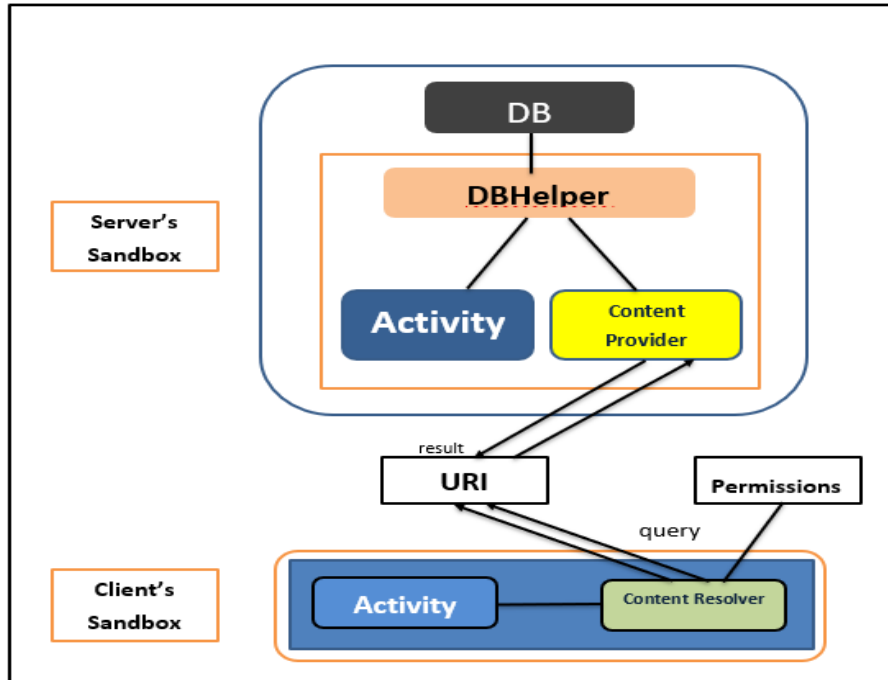 DB
DBHelper
Server's
Sandbox
Activity
Content
Provider
result
URI
Permissions
query
Client's
Sandbox
Activity
Content Resolver